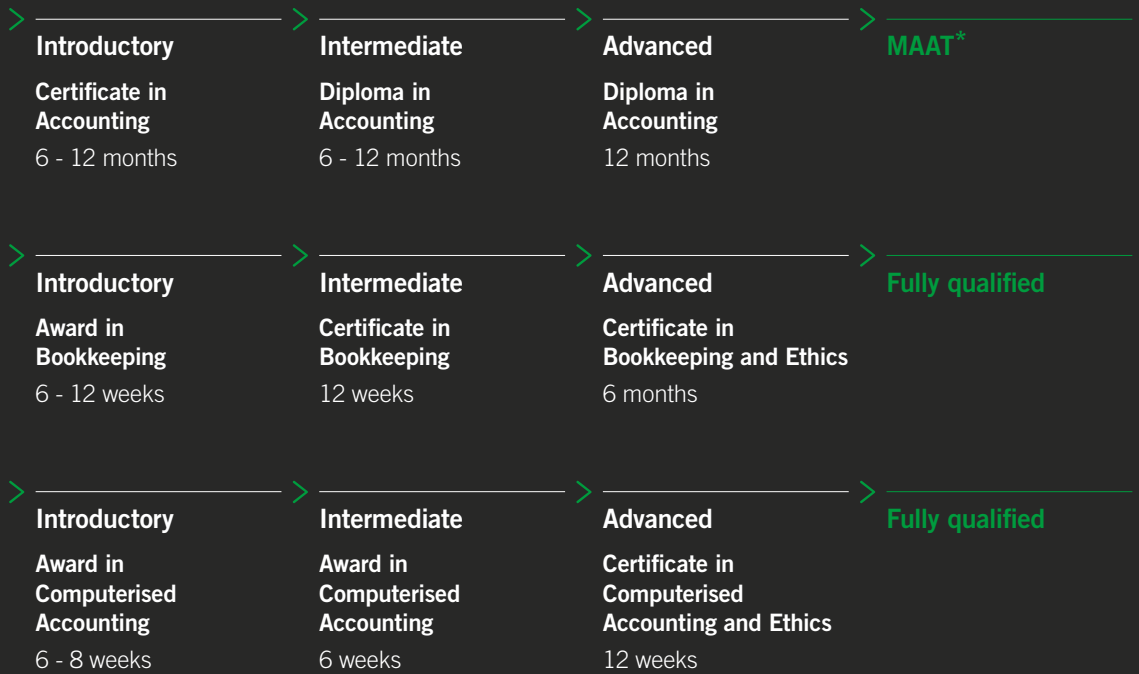 Introductory
Certificate in
Accounting
6 - 12 months
Intermediate
Diploma in
Accounting
6 - 12 months
Advanced
Diploma in
Accounting
12 months
MAAT*
Introductory
Award in
Bookkeeping
6 - 12 weeks
Intermediate
Certificate in
Bookkeeping
12 weeks
Advanced
Certificate in
Bookkeeping and Ethics
6 months
Fully qualified
Introductory
Award in
Computerised
Accounting
6 - 8 weeks
Intermediate
Award in
Computerised
Accounting
6 weeks
Advanced
Certificate in
Computerised
Accounting and Ethics
12 weeks
Fully qualified